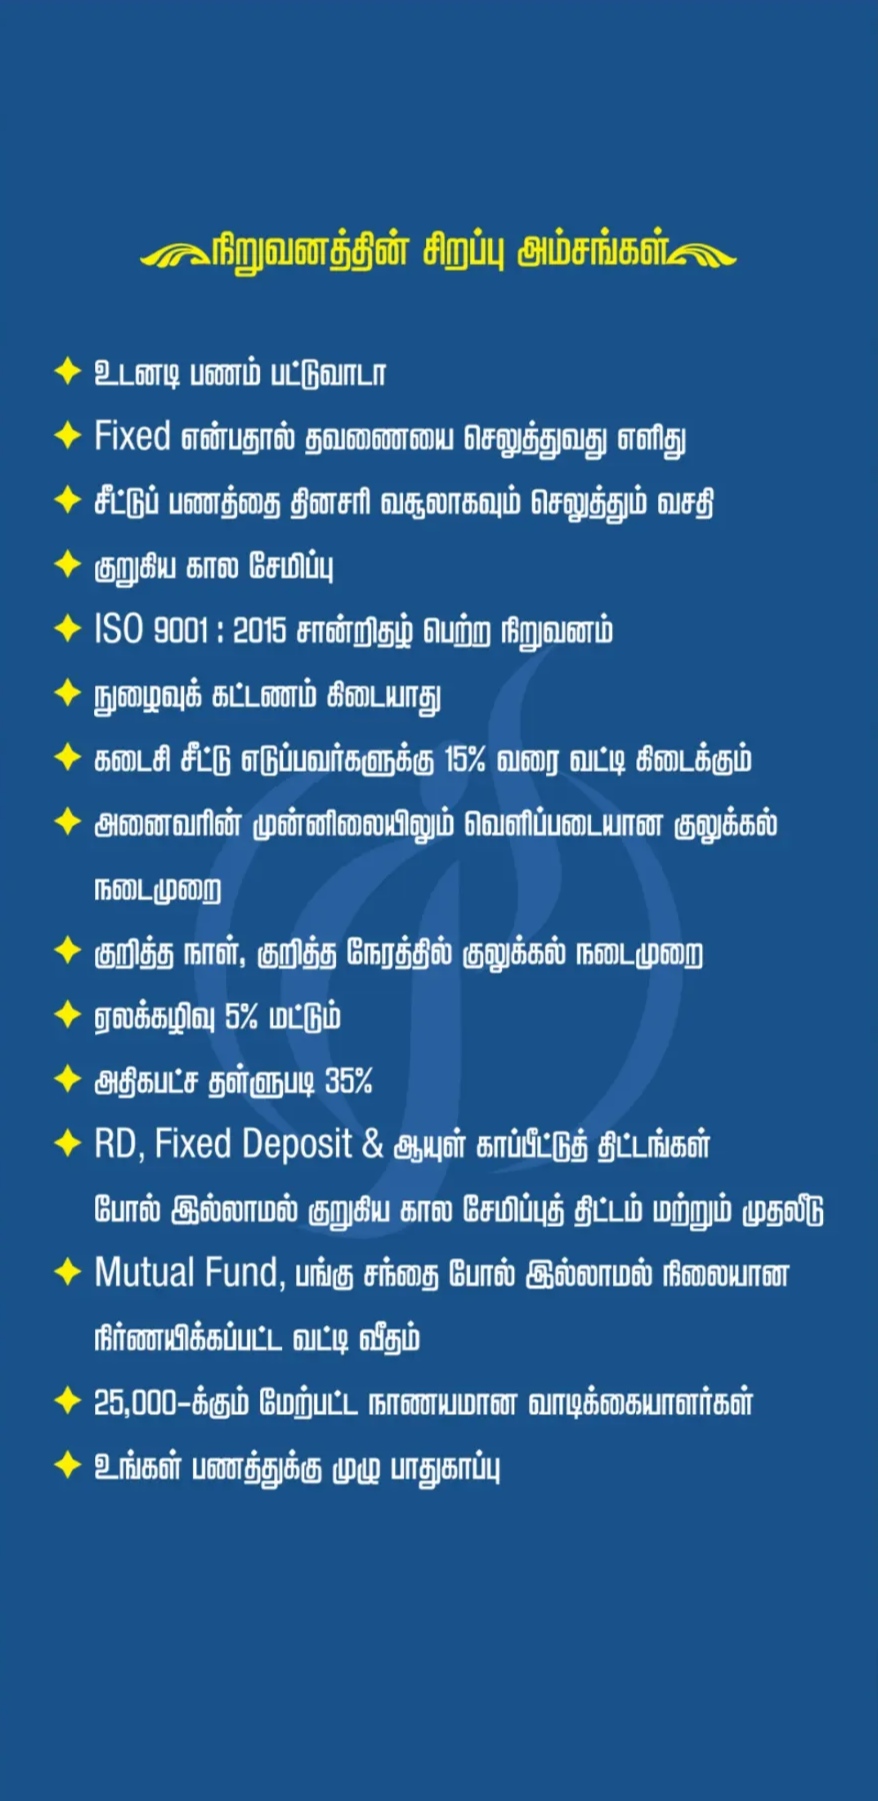 நிறுவனத்தின் சிறப்பு அம்சங்கள்
உடனடி பணம் பட்டுவாடா
Fixed என்பதால் தவணையை செலுத்துவது எளிது
சீட்டுப் பணத்தை தினசரி வசூலாகவும் செலுத்தும் வசதி
குறுகிய கால சேமிப்பு
ISO 9001 : 2015 சான்றிதழ் பெற்ற நிறுவனம்
நுழைவுக் கட்டணம் கிடையாது
கடைசி சீட்டு எடுப்பவர்களுக்கு 15% வரை வட்டி கிடைக்கும்
அனைவரின் முன்னிலையிலும் வெளிப்படையான குலுக்கல்
நடைமுறை
குறித்த நாள், குறித்த நேரத்தில் குலுக்கல் நடைமுறை
ஏலக்கழிவு 5% மட்டும்
அதிகபட்ச தள்ளுபடி 35%
RD, Fixed Deposit & ஆயுள் காப்பீட்டுத் திட்டங்கள்
போல் இல்லாமல் குறுகிய கால சேமிப்புத் திட்டம் மற்றும் முதலீடு
Mutual Fund, பங்கு சந்தை போல் இல்லாமல் நிலையான
நிர்ணயிக்கப்பட்ட வட்டி வீதம்
25,000-க்கும் மேற்பட்ட நாணயமான வாடிக்கையாளர்கள்
உங்கள் பணத்துக்கு முழு பாதுகாப்பு